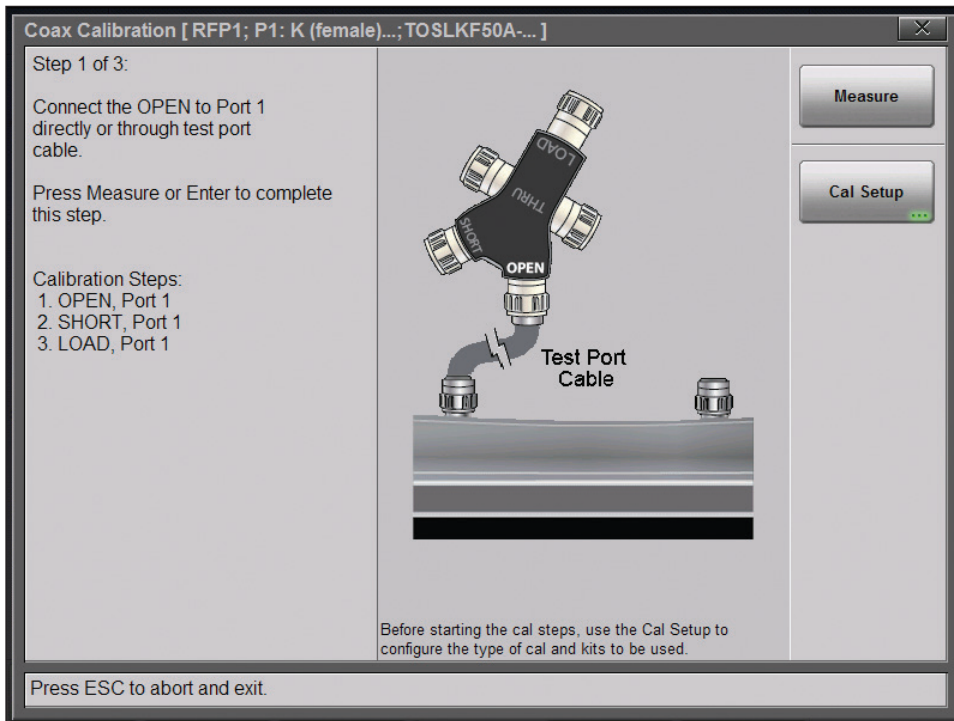 Coax Calibration [ RFP1; P1: K (female)...; TOSLKF50A-... ]
Step 1 of 3:
Connect the OPEN to Port 1
directly or through test port
cable.
Press Measure or Enter to complete
this step.
Calibration Steps:
1. OPEN, Port 1
2. SHORT, Port 1
3. LOAD, Port 1
LOAD
THRU
SHORT
OPEN
Test Port
Cable
Before starting the cal steps, use the Cal Setup to
configure the type of cal and kits to be used.
Measure
Cal Setup
...
Press ESC to abort and exit.